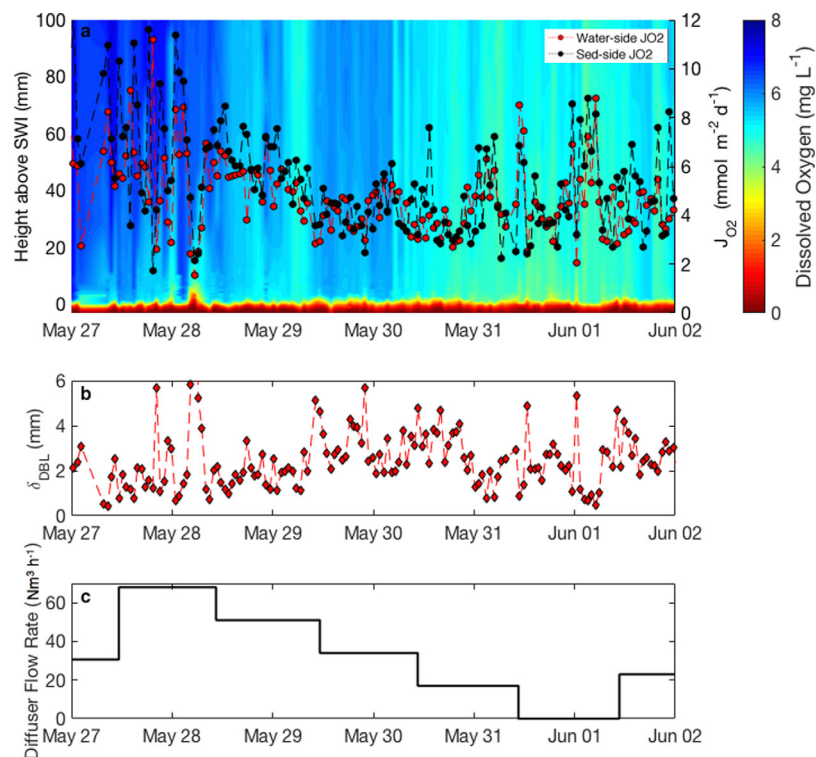 a
Water-side JO2
Sed-side JO2
Height above SWI (mm)
100
80
60
40
20
0
12
10
8
6
4
2
0
J_O2 (mmol m-2 d-1)
8
6
4
2
0
Dissolved Oxygen (mg L-1)
May 27 May 28 May 29 May 30 May 31 Jun 01 Jun 02
b
δ_DBL (mm)
6
4
2
0
May 27 May 28 May 29 May 30 May 31 Jun 01 Jun 02
c
Diffuser Flow Rate (Nm³ h-1)
60
40
20
0
May 27 May 28 May 29 May 30 May 31 Jun 01 Jun 02